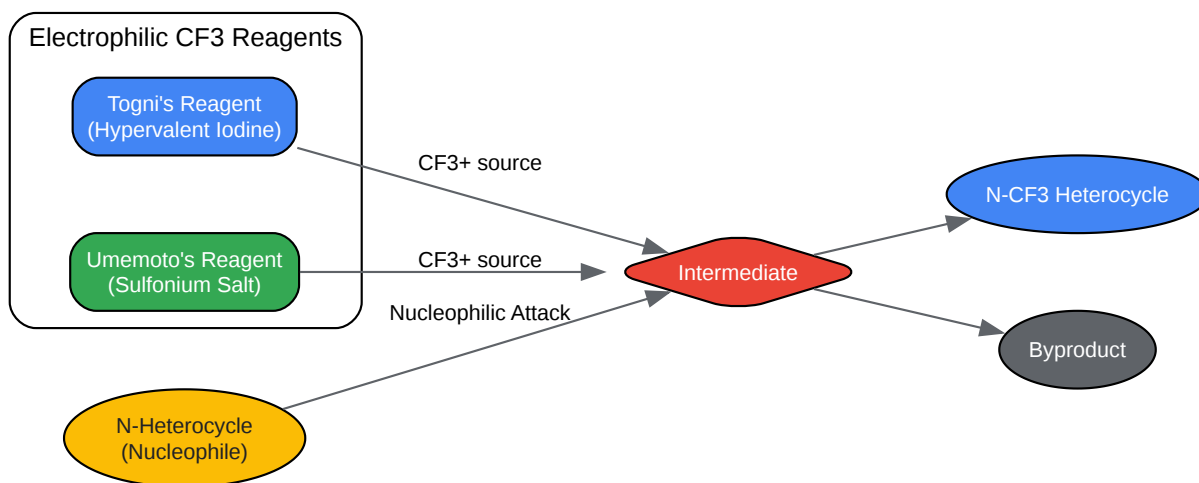 Electrophilic CF3 Reagents
Togni's Reagent
(Hypervalent Iodine)
CF3+ source
N-CF3 Heterocycle
Umemoto's Reagent
(Sulfonium Salt)
CF3+ source
Intermediate
Nucleophilic Attack
Byproduct
N-Heterocycle
(Nucleophile)